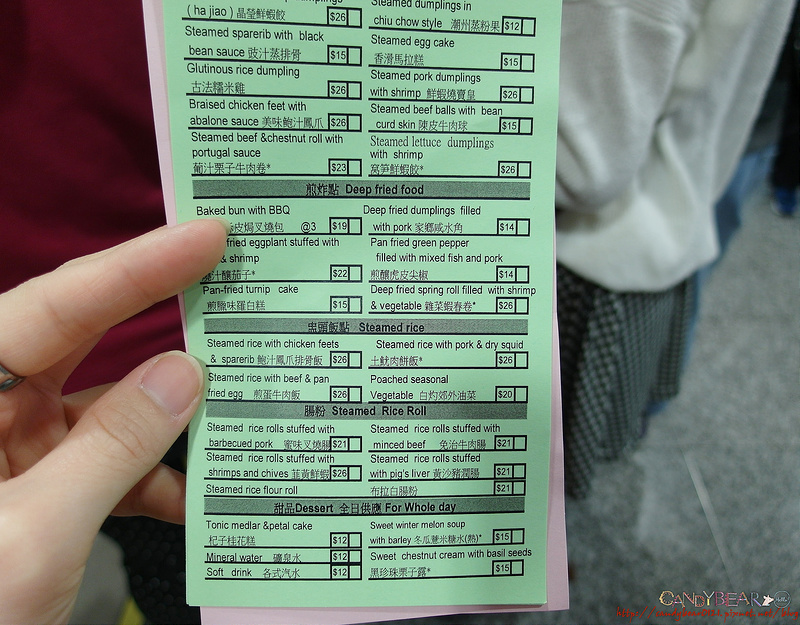 ( ha jiao ) 晶瑩鮮蝦餃 $26
Steamed sparerib with black
bean sauce 豉汁蒸排骨 $15
Glutinous rice dumpling
古法糯米雞 $26
Braised chicken feet with
abalone sauce 美味鮑汁鳳爪 $26
Steamed beef &chestnut roll with
portugal sauce
葡汁栗子牛肉卷* $23
Steamed dumplings in
chiu chow style 潮州蒸粉果 $12
Steamed egg cake
香滑馬拉糕 $15
Steamed pork dumplings
with shrimp 鮮蝦燒賣皇 $26
Steamed beef balls with bean
curd skin 陳皮牛肉球 $15
Steamed lettuce dumplings
with shrimp
窩筍鮮蝦餃* $26
煎炸點 Deep fried food
Baked bun with BBQ
皮焗叉燒包 @3 $19
fried eggplant stuffed with
& shrimp
汁釀茄子* $22
Pan-fried turnip cake
煎臘味羅白糕 $15
Deep fried dumplings filled
with pork 家鄉咸水角 $14
Pan fried green pepper
filled with mixed fish and pork
煎釀虎皮尖椒 $14
Deep fried spring roll filled with shrimp
& vegetable 雜菜蝦春卷* $26
盅頭飯點 Steamed rice
Steamed rice with chicken feets
& sparerib 鮑汁鳳爪排骨飯 $26
Steamed rice with beef & pan
fried egg 煎蛋牛肉飯 $26
Steamed rice with pork & dry squid
土魷肉餅飯* $26
Poached seasonal
Vegetable 白灼郊外油菜 $20
腸粉 Steamed Rice Roll
Steamed rice rolls stuffed with
barbecued pork 蜜味叉燒腸 $21
Steamed rice rolls stuffed with
shrimps and chives 韮黃鮮蝦 $26
Steamed rice flour roll
Steamed rice rolls stuffed with
minced beef 免治牛肉腸 $21
Steamed rice rolls stuffed
with pig's liver 黃沙豬潤腸 $21
布拉白腸粉 $21
甜品Dessert 全日供應 For Whole day
Tonic medlar &petal cake
杞子桂花糕 $12
Mineral water 礦泉水 $12
Soft drink 各式汽水 $12
Sweet winter melon soup
with barley 冬瓜薏米糖水(熱)* $15
Sweet chestnut cream with basil seeds
黑珍珠栗子露* $15
CANDYBEAR